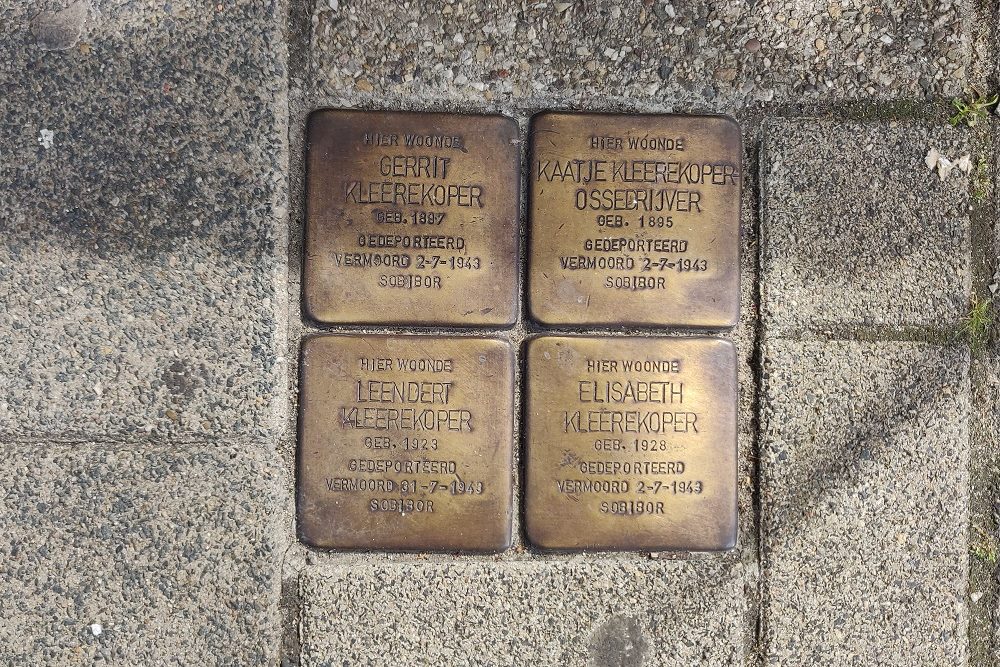 HIER WOONDE
GERRIT
KLEEREKOPER
GEB. 1897
GEDEPORTEERD
VERMOORD 2-7-1943
SOBIBOR
HIER WOONDE
KAATJE KLEEREKOPER-
OSSEDRIJVER
GEB. 1895
GEDEPORTEERD
VERMOORD 2-7-1943
SOBIBOR
HIER WOONDE
LEENDERT
KLEEREKOPER
GEB. 1923
GEDEPORTEERD
VERMOORD 31-7-1943
SOBIBOR
HIER WOONDE
ELISABETH
KLEEREKOPER
GEB. 1928
GEDEPORTEERD
VERMOORD 2-7-1943
SOBIBOR